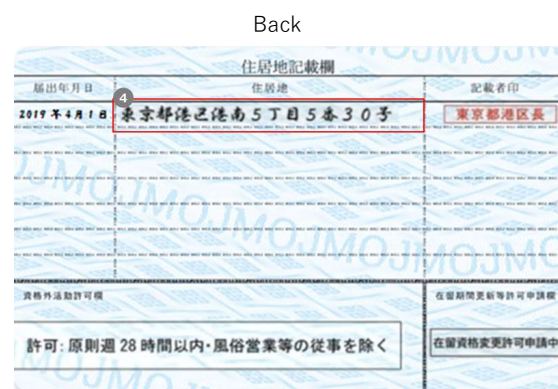 Back
住居地記載欄
届出年月日 住居地 記載者印
4
2019年4月1日 東京都港区港南5丁目5番30号 東京都港区長
資格外活動許可欄 在留期間更新等許可申請欄
許可: 原則週 28 時間以内・風俗営業等の従事を除く 在留資格変更許可申請中